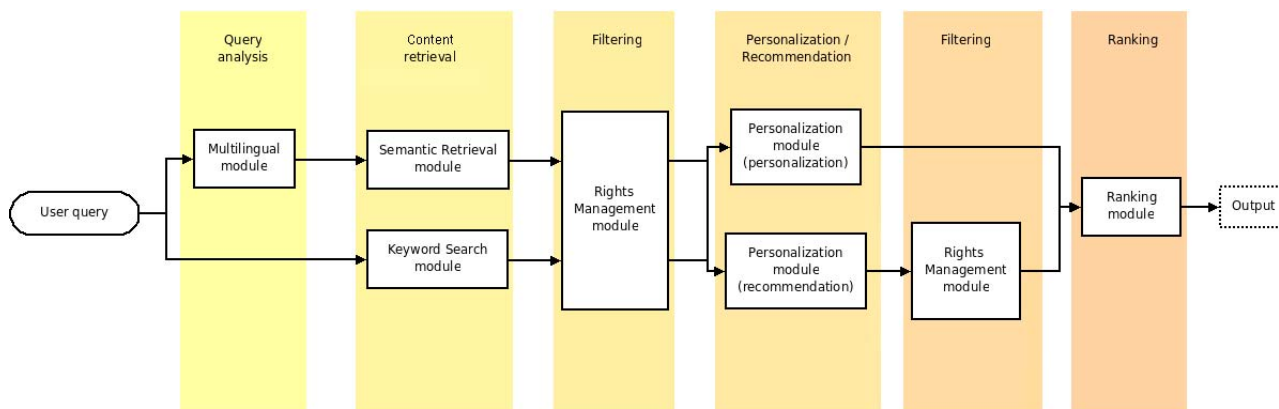 Query
analysis
Content
retrieval
Filtering
Personalization /
Recommendation
Filtering
Ranking
Multilingual
module
Semantic Retrieval
module
User query
Keyword Search
module
Rights
Management
module
Personalization
module
(personalization)
Personalization
module
(recommendation)
Rights
Management
module
Ranking
module
Output